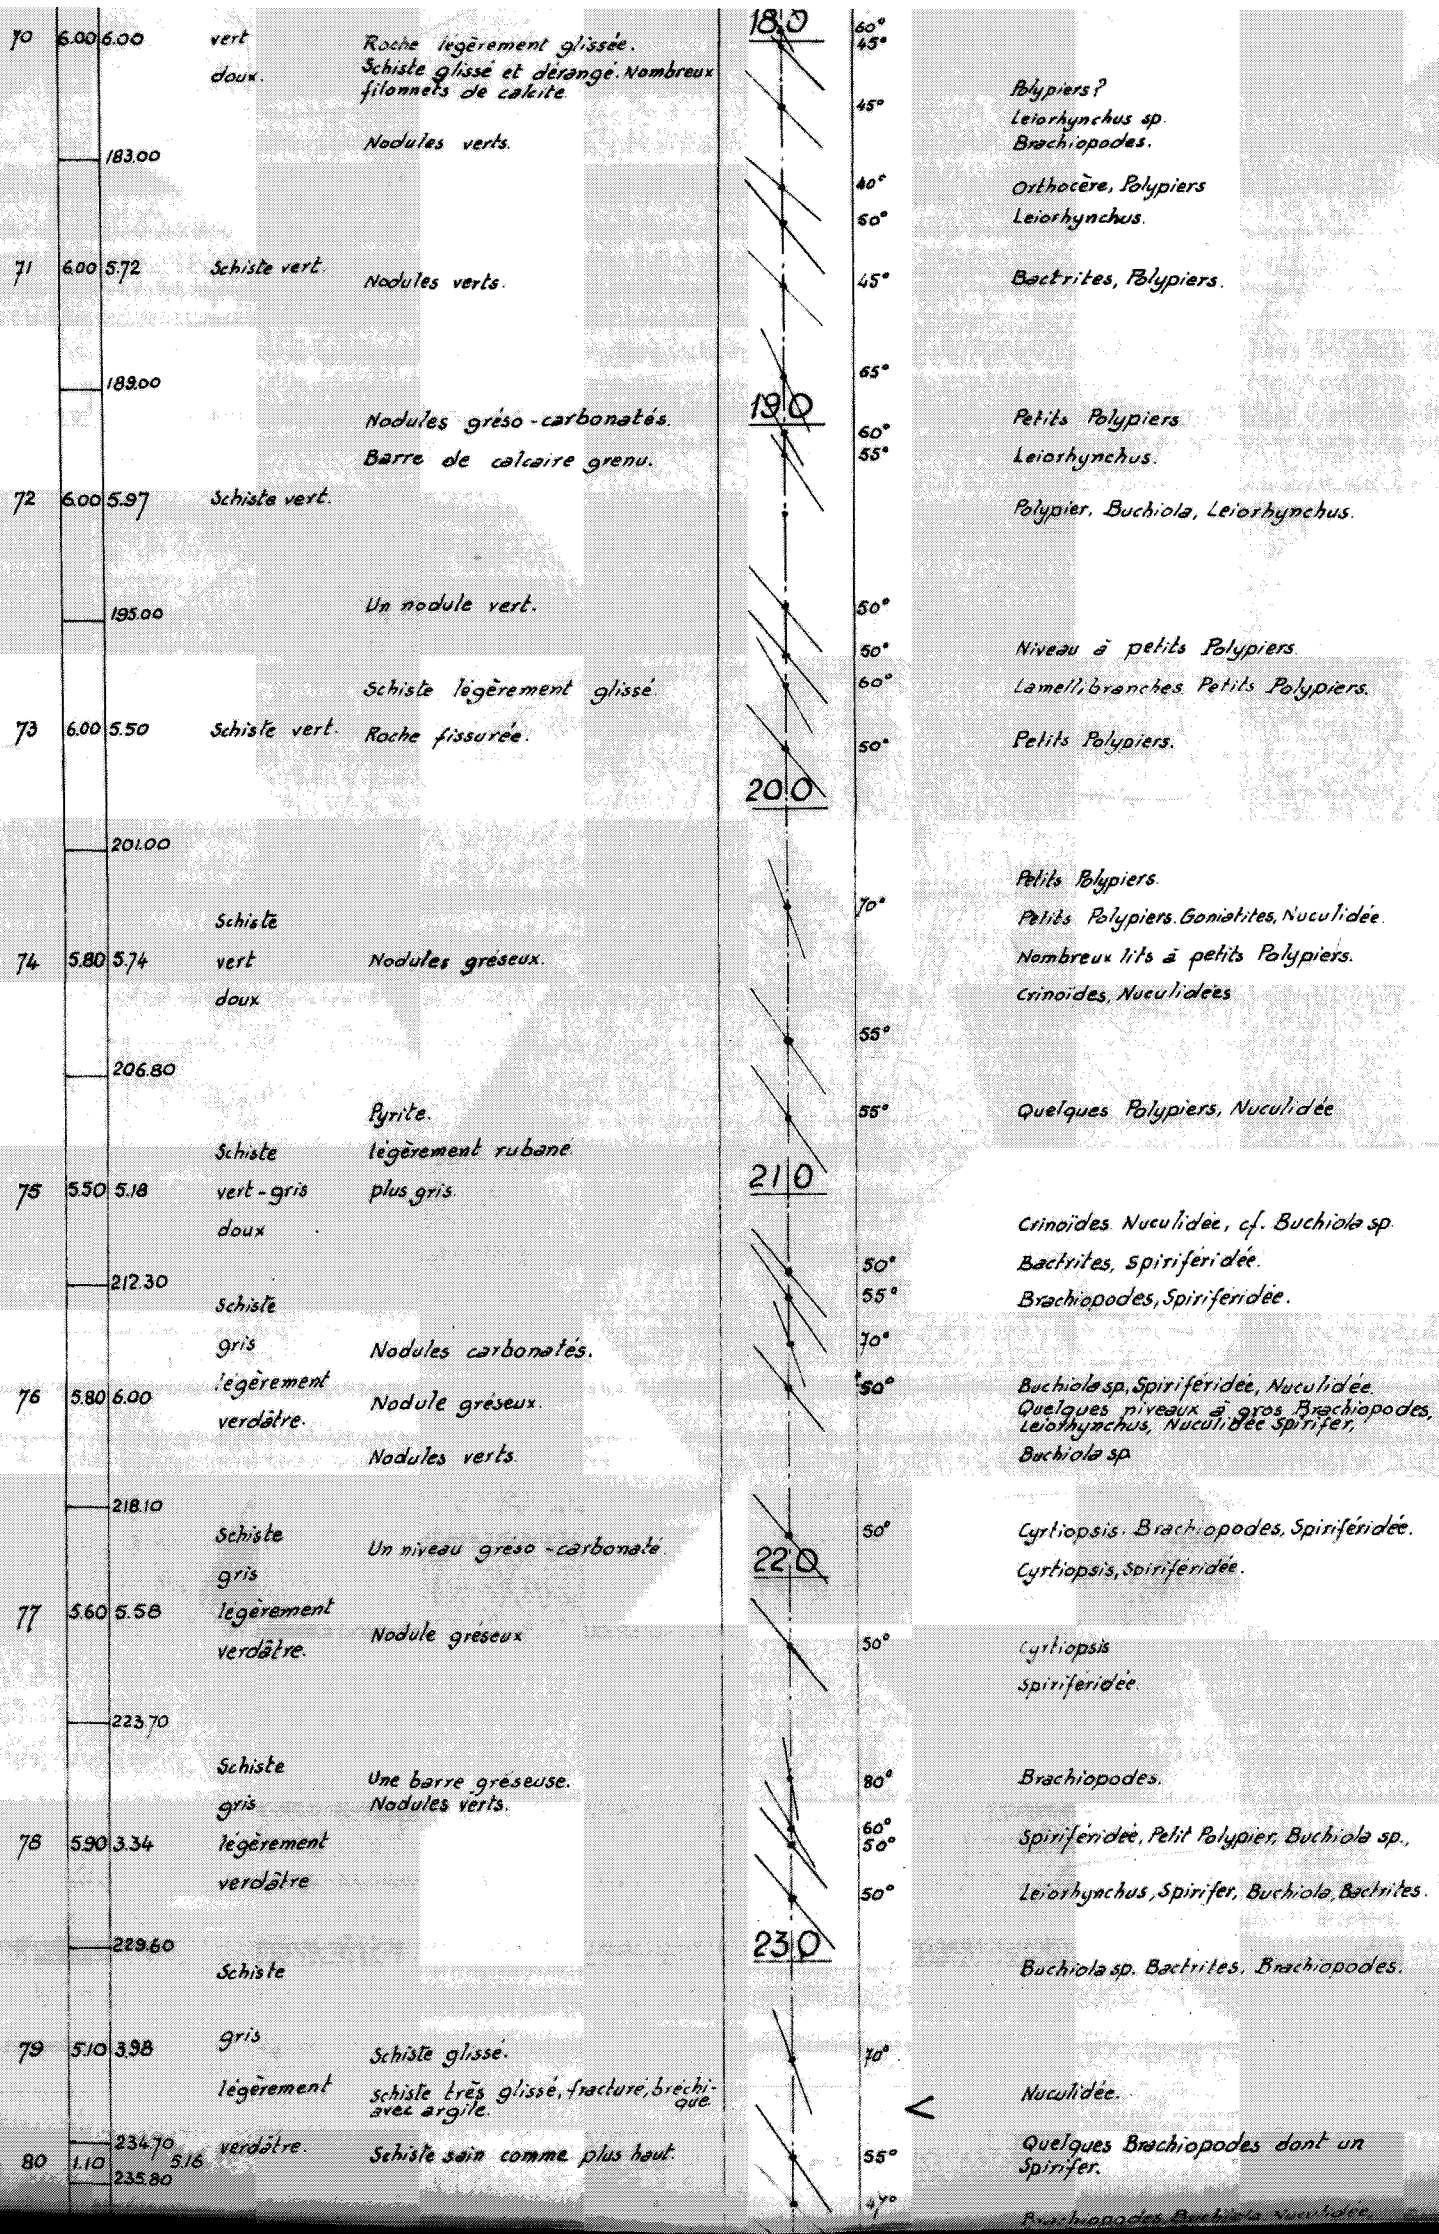 180
60°
70 6.00 6.00 vert Roche légèrement glissée. 45°
doux. Schiste glissé et dérangé. Nombreux
filonnets de calcite. Polypiers?
45°
Leiorhynchus sp.
Nodules verts. Brachiopodes.
183.00
40° Orthocère, Polypiers
50° Leiorhynchus.
71 6.00 5.72 Schiste vert. Nodules verts. 45° Bactrites, Polypiers.
65°
189.00
190
Nodules gréso-carbonatés. 60° Petits Polypiers
Barre de calcaire grenu. 55° Leiorhynchus.
72 6.00 5.97 Schiste vert. Polypier, Buchiola, Leiorhynchus.
195.00 Un nodule vert. 50°
50° Niveau à petits Polypiers.
Schiste légèrement glissé. 60° Lamellibranches. Petits Polypiers.
73 6.00 5.50 Schiste vert. Roche fissurée. 50° Petits Polypiers.
200
201.00
Petits Polypiers.
70°
Schiste Petits Polypiers. Goniatites, Nuculidée.
74 5.80 5.74 vert Nodules gréseux. Nombreux lits à petits Polypiers.
doux Crinoïdes, Nuculidées
55°
206.80
Pyrite. 55° Quelques Polypiers, Nuculidée
Schiste légèrement rubané.
210
75 5.50 5.18 vert-gris plus gris.
doux Crinoïdes. Nuculidée, cf. Buchiola sp.
50° Bactrites, Spiriféridée.
212.30
Schiste 55° Brachiopodes, Spiriféridée.
gris Nodules carbonatés. 70°
légèrement 50° Buchiola sp, Spiriféridée, Nuculidée.
76 5.80 6.00 Nodule gréseux. Quelques niveaux à gros Brachiopodes,
verdâtre. Leiorhynchus, Nuculidée Spirifer,
Nodules verts. Buchiola sp.
218.10
Schiste 50° Cyrtiopsis. Brachiopodes, Spiriféridée.
Un niveau gréso-carbonaté.
220
gris Cyrtiopsis, Spiriféridée.
77 5.60 5.58 légèrement
Nodule gréseux 50° Cyrtiopsis
verdâtre.
Spiriféridée.
223.70
Schiste Une barre gréseuse. 80° Brachiopodes.
gris Nodules verts.
60°
78 5.90 3.34 légèrement 50° Spiriféridée, Petit Polypier, Buchiola sp.,
verdâtre 50° Leiorhynchus, Spirifer, Buchiola, Bactrites.
229.60 230
Schiste Buchiola sp. Bactrites. Brachiopodes.
gris
79 5.10 3.98 Schiste glissé. 70°
légèrement schiste très glissé, fracturé, bréchi-
que
avec argile. < Nuculidée.
234.70 verdâtre. Quelques Brachiopodes dont un
80 1.10 5.16 Schiste sain comme plus haut. 55° Spirifer.
235.80
47°
Brachiopodes Buchiola Nuculidée,